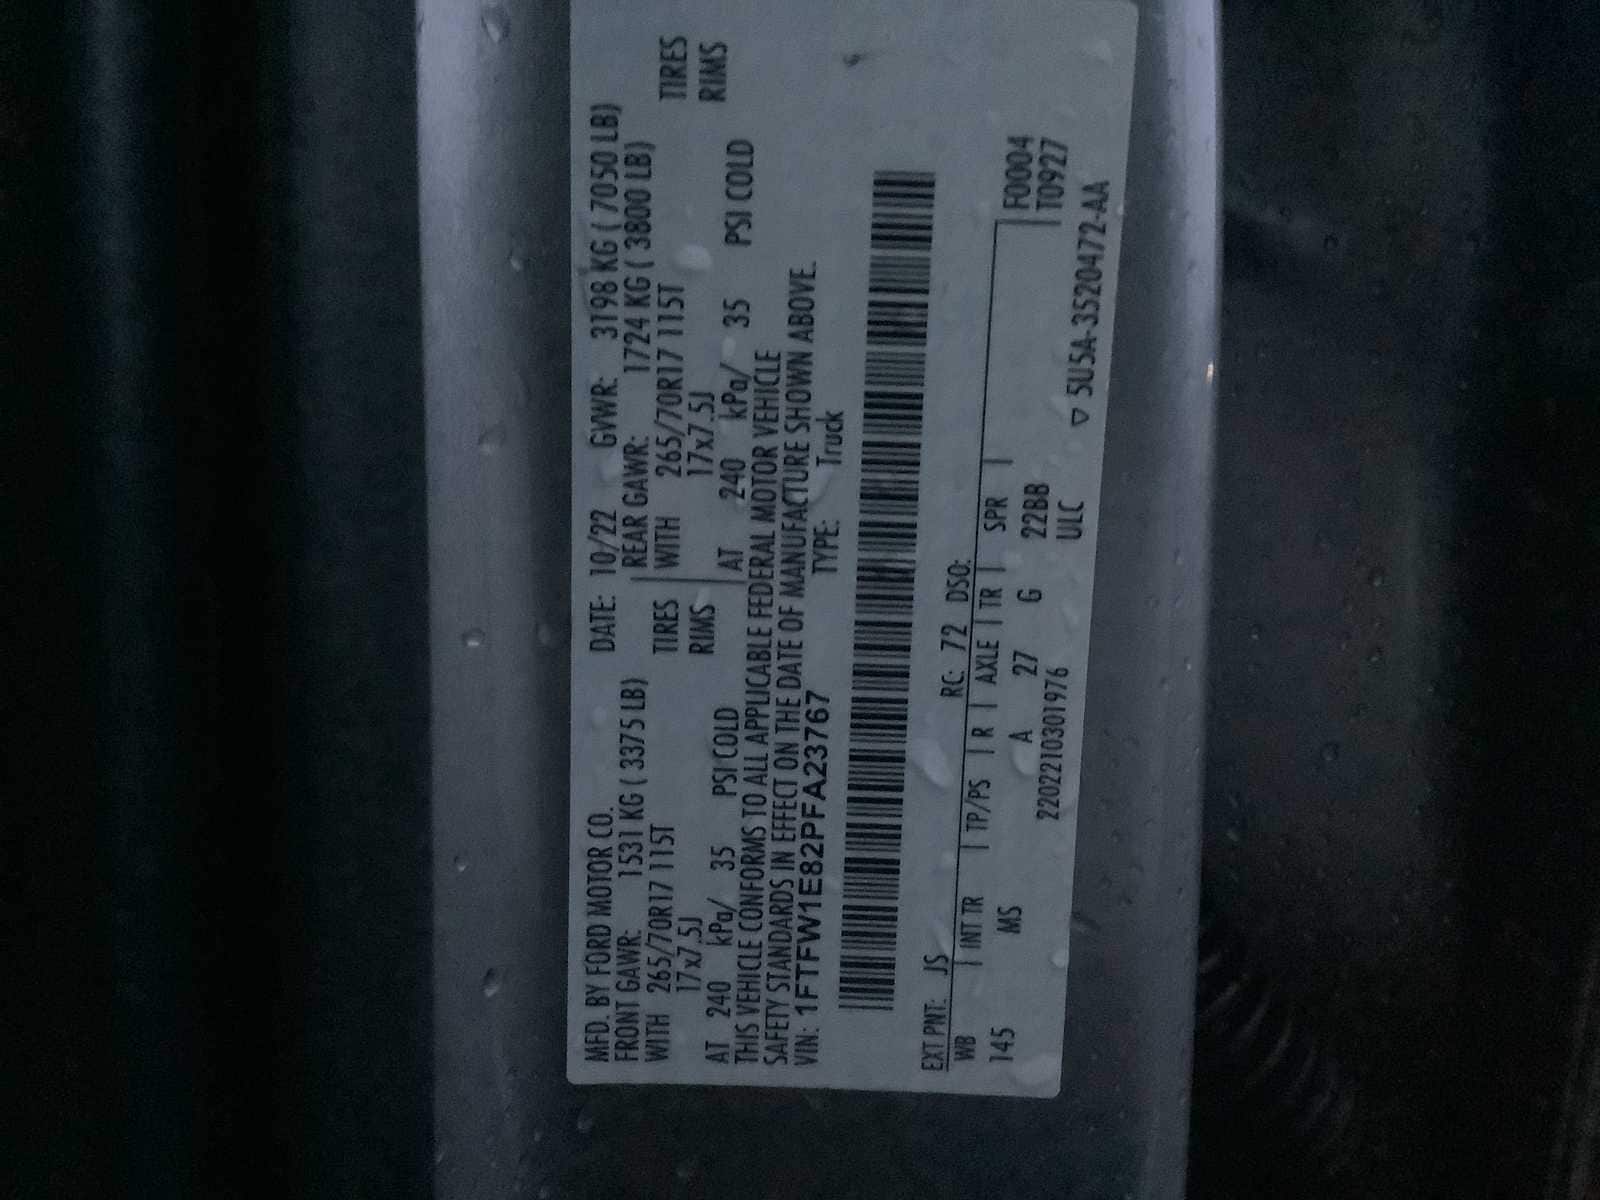 MFD. BY FORD MOTOR CO. DATE: 10/22 GVWR: 3198 KG ( 7050 LB)
FRONT GAWR: 1531 KG ( 3375 LB) REAR GAWR: 1724 KG ( 3800 LB)
WITH 265/70R17 115T TIRES WITH 265/70R17 115T TIRES
17x7.5J RIMS 17x7.5J RIMS
AT 240 kPa/ 35 PSI COLD AT 240 kPa/ 35 PSI COLD
THIS VEHICLE CONFORMS TO ALL APPLICABLE FEDERAL MOTOR VEHICLE
SAFETY STANDARDS IN EFFECT ON THE DATE OF MANUFACTURE SHOWN ABOVE.
VIN: 1FTFW1E82PFA23767 TYPE: Truck
EXT PNT: JS RC: 72 DSO:
WB | INT TR | TP/PS | R | AXLE | TR | SPR | | F0004
145 MS A 27 G 22BB T0927
2202210301976 ULC ▽ 5U5A-3520472-AA